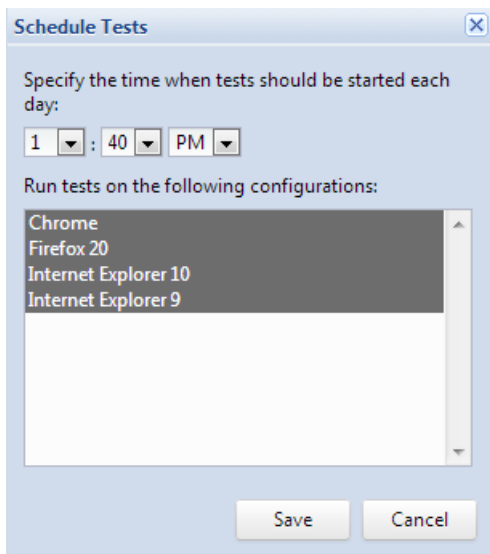 Schedule Tests
Specify the time when tests should be started each
day:
1 : 40 PM
Run tests on the following configurations:
Chrome
Firefox 20
Internet Explorer 10
Internet Explorer 9
Save Cancel